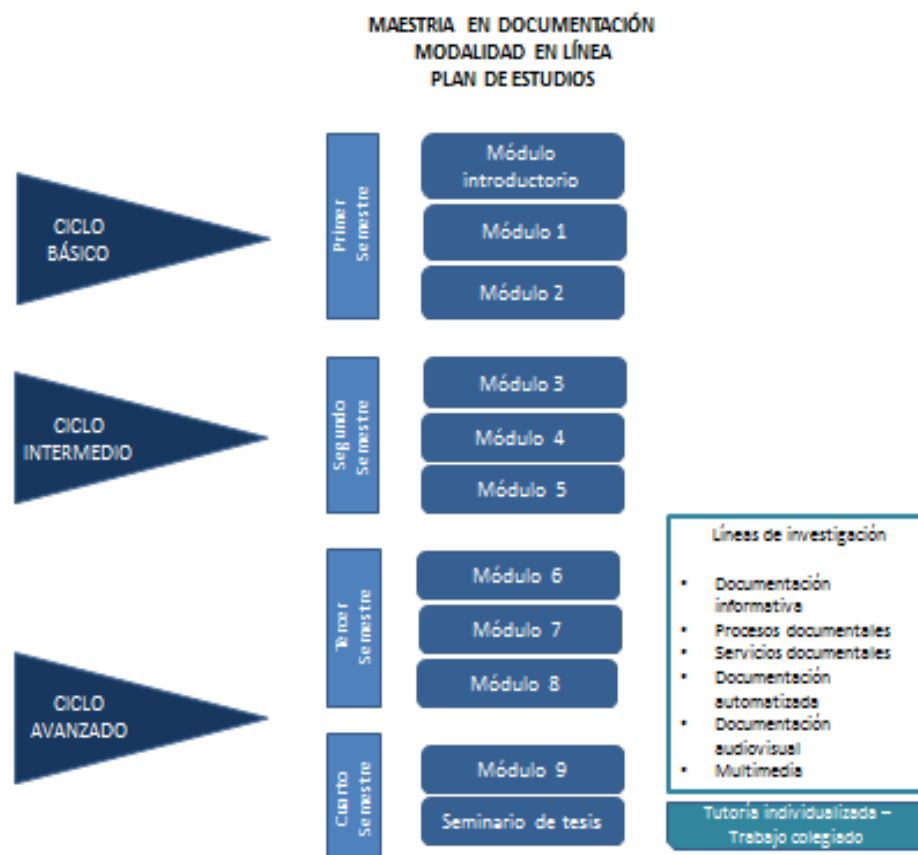 MAESTRIA EN DOCUMENTACIÓN
MODALIDAD EN LÍNEA
PLAN DE ESTUDIOS
CICLO
BÁSICO
Primer
Semestre
Módulo
introductorio
Módulo 1
Módulo 2
CICLO
INTERMEDIO
Segundo
Semestre
Módulo 3
Módulo 4
Módulo 5
CICLO
AVANZADO
Tercer
Semestre
Módulo 6
Módulo 7
Módulo 8
Cuarto
Semestre
Módulo 9
Seminario de tesis
Líneas de investigación
• Documentación
informativa
• Procesos documentales
• Servicios documentales
• Documentación
automatizada
• Documentación
audiovisual
• Multimedia
Tutoría individualizada –
Trabajo colegiado